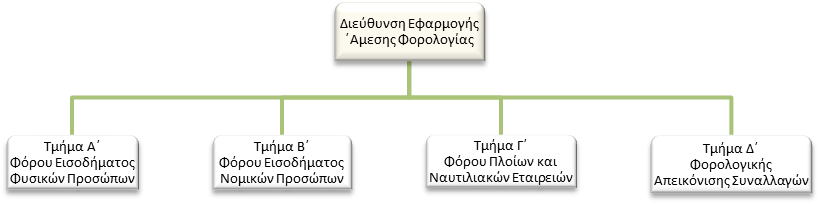 Διεύθυνση Εφαρμογής
΄Αμεσης Φορολογίας
Τμήμα Α΄
Φόρου Εισοδήματος
Φυσικών Προσώπων
Τμήμα Β΄
Φόρου Εισοδήματος
Νομικών Προσώπων
Τμήμα Γ΄
Φόρου Πλοίων και
Ναυτιλιακών Εταιρειών
Τμήμα Δ΄
Φορολογικής
Απεικόνισης Συναλλαγών